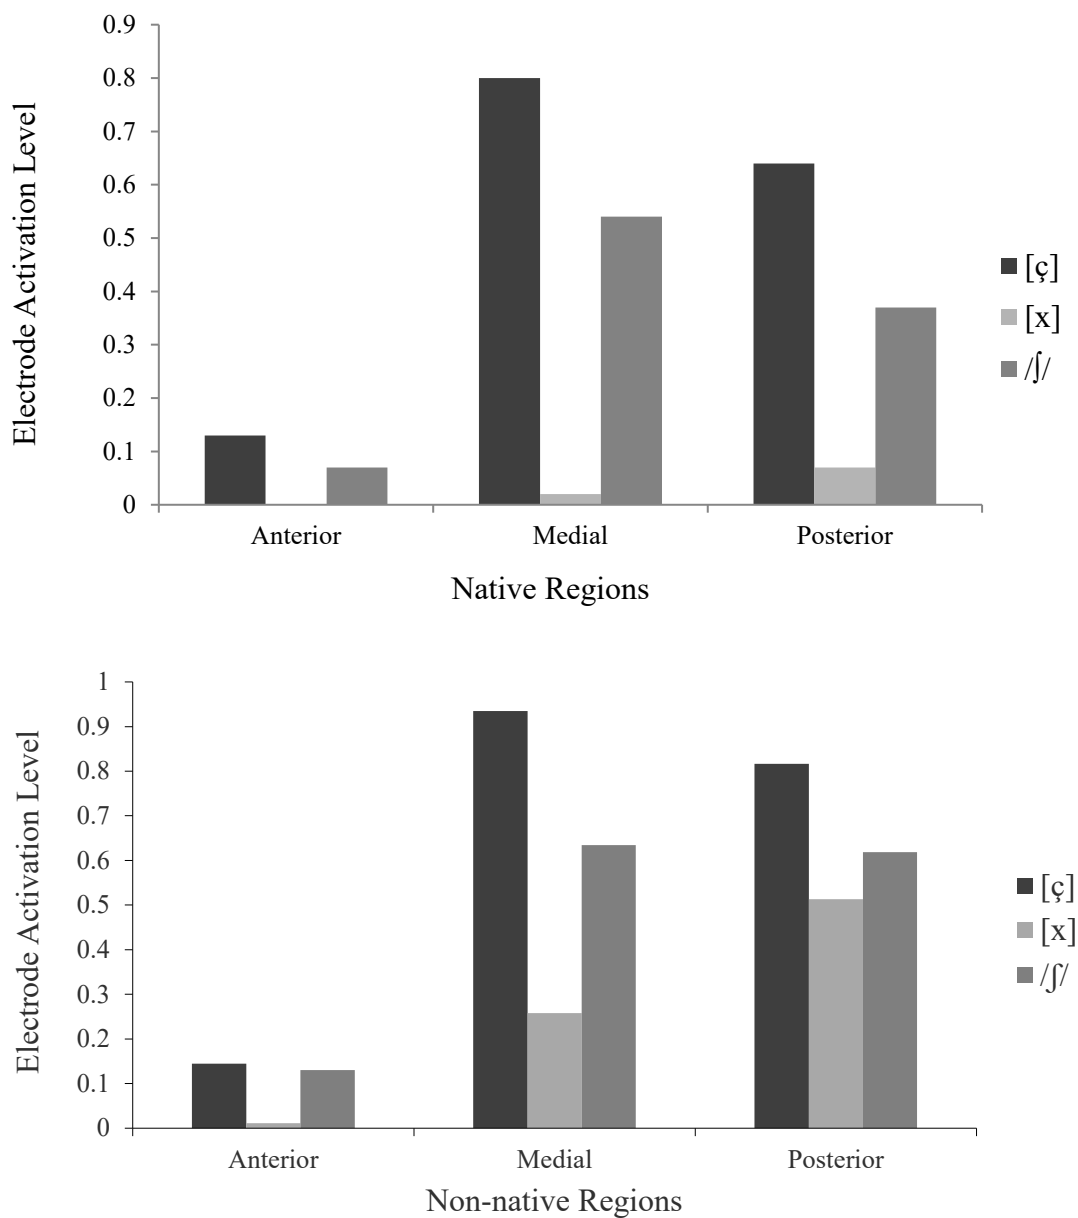 0.9
0.8
0.7
0.6
0.5
0.4
0.3
0.2
0.1
0
Electrode Activation Level
Anterior Medial Posterior
Native Regions
[ç]
[x]
/ʃ/
1
0.9
0.8
0.7
0.6
0.5
0.4
0.3
0.2
0.1
0
Electrode Activation Level
Anterior Medial Posterior
Non-native Regions
[ç]
[x]
/ʃ/